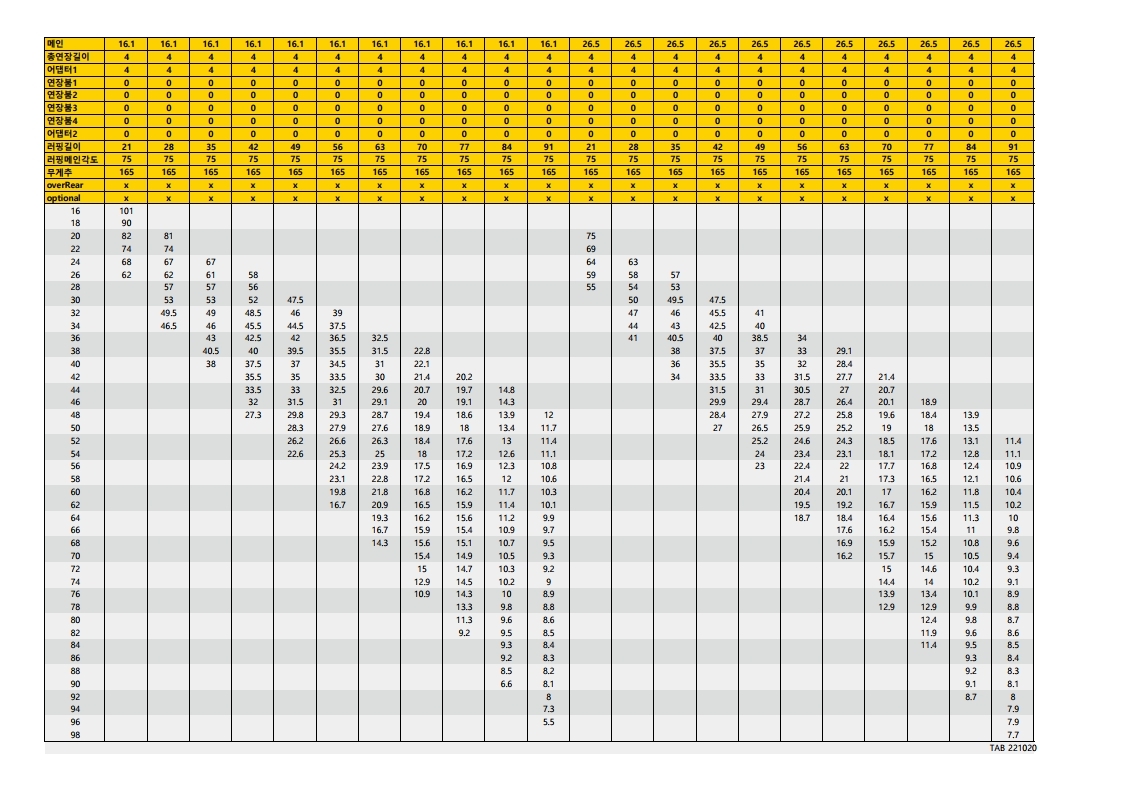 메인 16.1 16.1 16.1 16.1 16.1 16.1 16.1 16.1 16.1 16.1 16.1 26.5 26.5 26.5 26.5 26.5 26.5 26.5 26.5 26.5 26.5 26.5
총연장길이 4 4 4 4 4 4 4 4 4 4 4 4 4 4 4 4 4 4 4 4 4 4
어댑터1 4 4 4 4 4 4 4 4 4 4 4 4 4 4 4 4 4 4 4 4 4 4
연장붐1 0 0 0 0 0 0 0 0 0 0 0 0 0 0 0 0 0 0 0 0 0 0
연장붐2 0 0 0 0 0 0 0 0 0 0 0 0 0 0 0 0 0 0 0 0 0 0
연장붐3 0 0 0 0 0 0 0 0 0 0 0 0 0 0 0 0 0 0 0 0 0 0
연장붐4 0 0 0 0 0 0 0 0 0 0 0 0 0 0 0 0 0 0 0 0 0 0
어댑터2 0 0 0 0 0 0 0 0 0 0 0 0 0 0 0 0 0 0 0 0 0 0
러핑길이 21 28 35 42 49 56 63 70 77 84 91 21 28 35 42 49 56 63 70 77 84 91
러핑메인각도 75 75 75 75 75 75 75 75 75 75 75 75 75 75 75 75 75 75 75 75 75 75
무게추 165 165 165 165 165 165 165 165 165 165 165 165 165 165 165 165 165 165 165 165 165 165
overRear x x x x x x x x x x x x x x x x x x x x x x
optional x x x x x x x x x x x x x x x x x x x x x x
16 101
18 90
20 82 81 75
22 74 74 69
24 68 67 67 64 63
26 62 62 61 58 59 58 57
28 57 57 56 55 54 53
30 53 53 52 47.5 50 49.5 47.5
32 49.5 49 48.5 46 39 47 46 45.5 41
34 46.5 46 45.5 44.5 37.5 44 43 42.5 40
36 43 42.5 42 36.5 32.5 41 40.5 40 38.5 34
38 40.5 40 39.5 35.5 31.5 22.8 38 37.5 37 33 29.1
40 38 37.5 37 34.5 31 22.1 36 35.5 35 32 28.4
42 35.5 35 33.5 30 21.4 20.2 34 33.5 33 31.5 27.7 21.4
44 33.5 33 32.5 29.6 20.7 19.7 14.8 31.5 31 30.5 27 20.7
46 32 31.5 31 29.1 20 19.1 14.3 29.9 29.4 28.7 26.4 20.1 18.9
48 27.3 29.8 29.3 28.7 19.4 18.6 13.9 12 28.4 27.9 27.2 25.8 19.6 18.4 13.9
50 28.3 27.9 27.6 18.9 18 13.4 11.7 27 26.5 25.9 25.2 19 18 13.5
52 26.2 26.6 26.3 18.4 17.6 13 11.4 25.2 24.6 24.3 18.5 17.6 13.1 11.4
54 22.6 25.3 25 18 17.2 12.6 11.1 24 23.4 23.1 18.1 17.2 12.8 11.1
56 24.2 23.9 17.5 16.9 12.3 10.8 23 22.4 22 17.7 16.8 12.4 10.9
58 23.1 22.8 17.2 16.5 12 10.6 21.4 21 17.3 16.5 12.1 10.6
60 19.8 21.8 16.8 16.2 11.7 10.3 20.4 20.1 17 16.2 11.8 10.4
62 16.7 20.9 16.5 15.9 11.4 10.1 19.5 19.2 16.7 15.9 11.5 10.2
64 19.3 16.2 15.6 11.2 9.9 18.7 18.4 16.4 15.6 11.3 10
66 16.7 15.9 15.4 10.9 9.7 17.6 16.2 15.4 11 9.8
68 14.3 15.6 15.1 10.7 9.5 16.9 15.9 15.2 10.8 9.6
70 15.4 14.9 10.5 9.3 16.2 15.7 15 10.5 9.4
72 15 14.7 10.3 9.2 15 14.6 10.4 9.3
74 12.9 14.5 10.2 9 14.4 14 10.2 9.1
76 10.9 14.3 10 8.9 13.9 13.4 10.1 8.9
78 13.3 9.8 8.8 12.9 12.9 9.9 8.8
80 11.3 9.6 8.6 12.4 9.8 8.7
82 9.2 9.5 8.5 11.9 9.6 8.6
84 9.3 8.4 11.4 9.5 8.5
86 9.2 8.3 9.3 8.4
88 8.5 8.2 9.2 8.3
90 6.6 8.1 9.1 8.1
92 8 8.7 8
94 7.3 7.9
96 5.5 7.9
98 7.7
TAB 221020